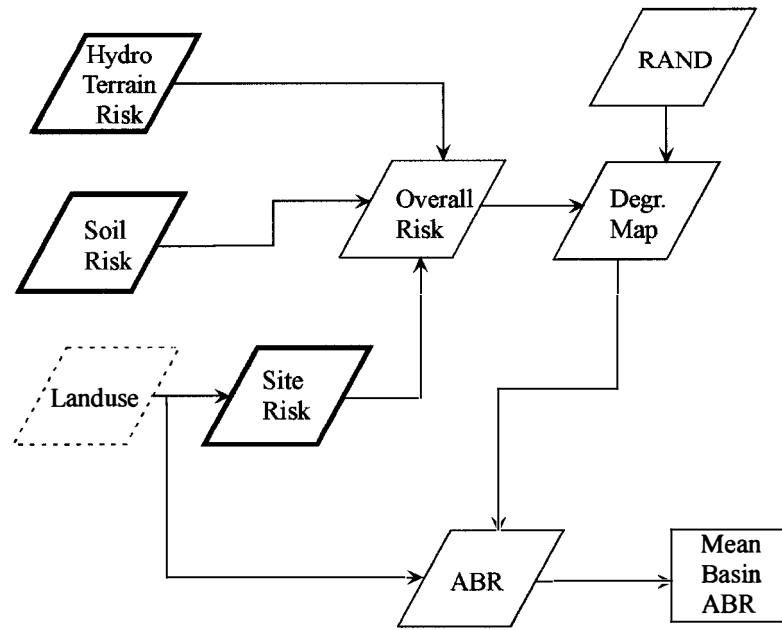 Hydro
Terrain
Risk
RAND
Soil
Risk
Overall
Risk
Degr.
Map
Landuse
Site
Risk
ABR
Mean
Basin
ABR